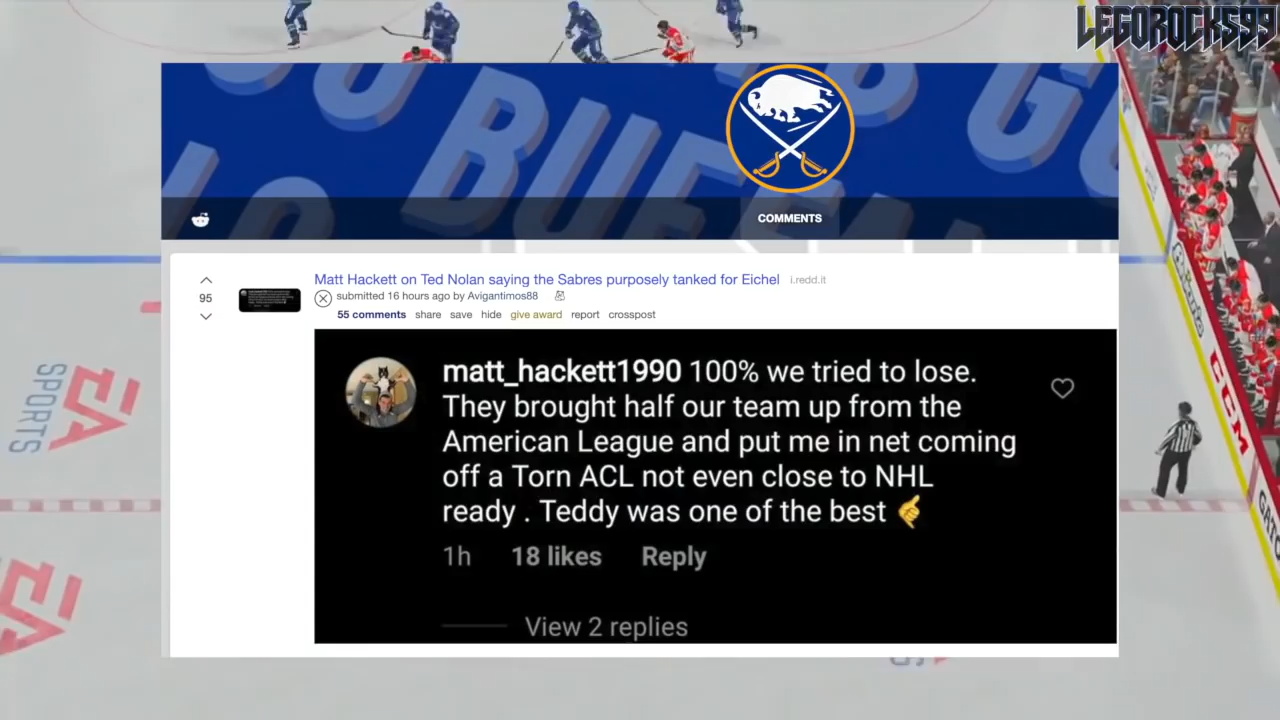 LEGOROCKS99
BUFFALO
COMMENTS
98
Matt Hackett on Ted Nolan saying the Sabres purposely tanked for Eichel i.redd.it
submitted 16 hours ago by Avigantimos88
55 comments share save hide give award report crosspost
matt_hackett1990 100% we tried to lose.
They brought half our team up from the
American League and put me in net coming
off a Torn ACL not even close to NHL
ready . Teddy was one of the best
1h 18 likes Reply
View 2 replies
EA
SPORTS
CCM